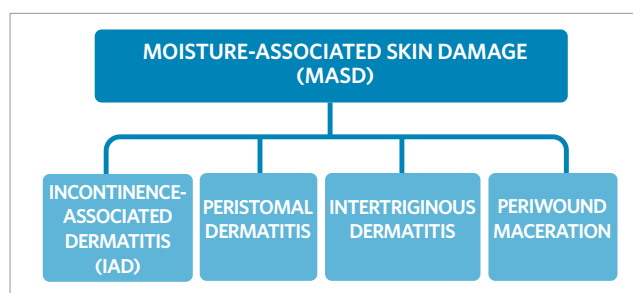 MOISTURE-ASSOCIATED SKIN DAMAGE
(MASD)
INCONTINENCE-
ASSOCIATED
DERMATITIS
(IAD)
PERISTOMAL
DERMATITIS
INTERTRIGINOUS
DERMATITIS
PERIWOUND
MACERATION